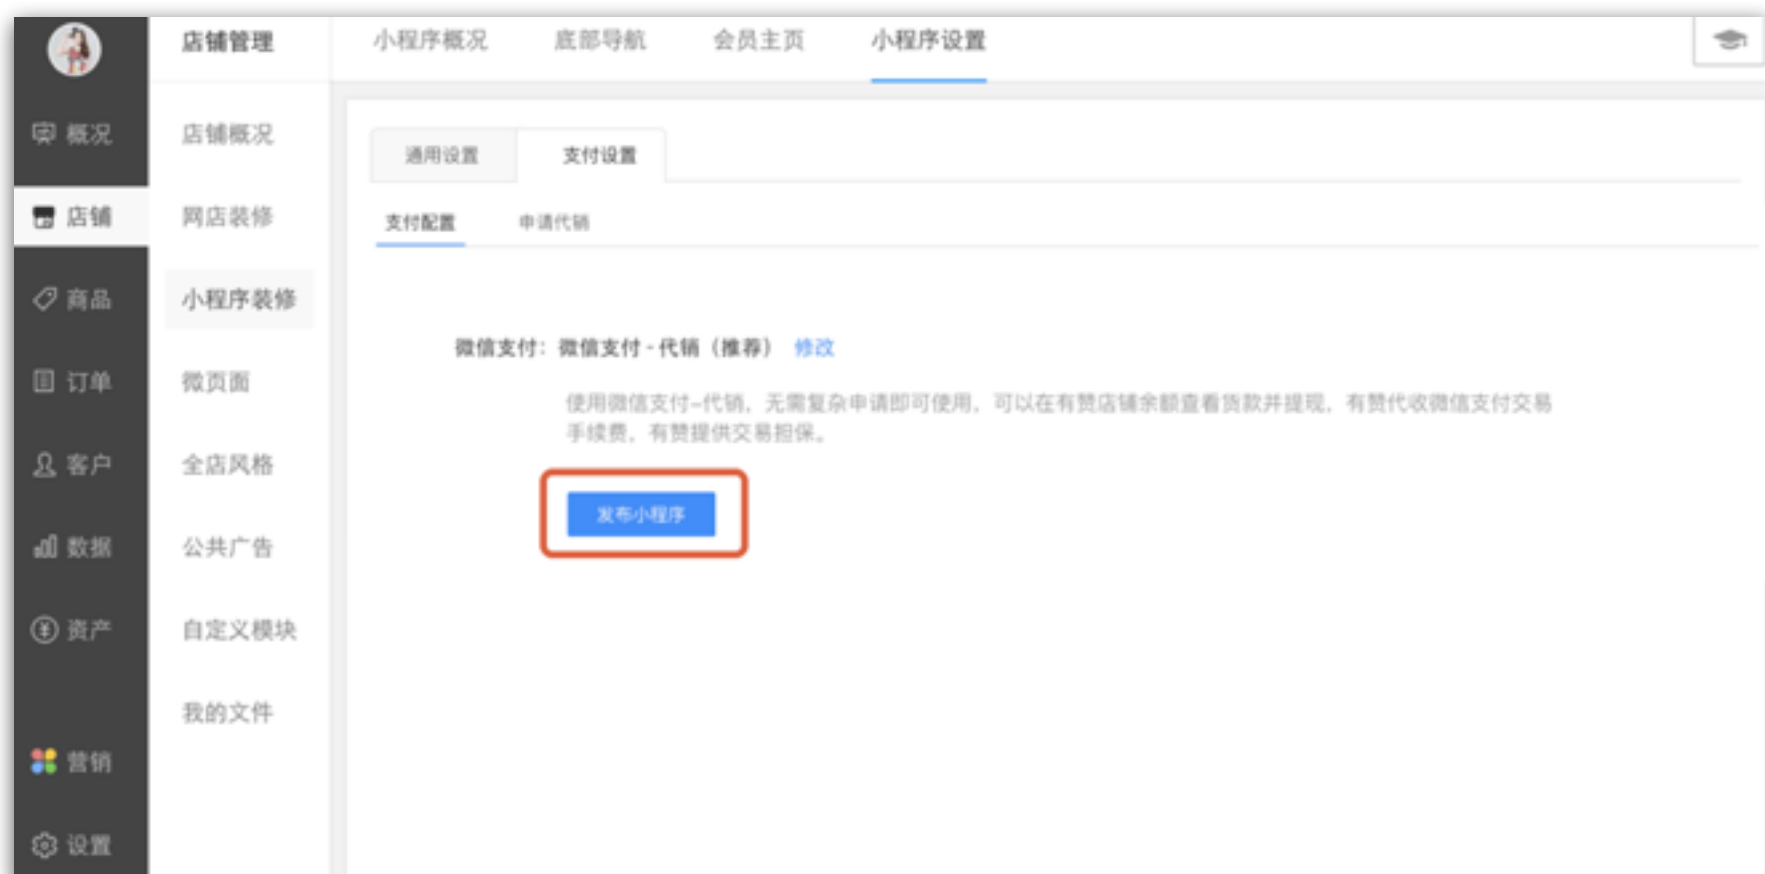 店铺管理
小程序概况
底部导航
会员主页
小程序设置
概况
店铺
商品
订单
客户
数据
资产
营销
设置
店铺概况
网店装修
小程序装修
微页面
全店风格
公共广告
自定义模块
我的文件
通用设置
支付设置
支付配置
申请代销
微信支付：微信支付 - 代销（推荐） 修改
使用微信支付-代销，无需复杂申请即可使用，可以在有赞店铺余额查看货款并提现，有赞代收微信支付交易
手续费，有赞提供交易担保。
发布小程序